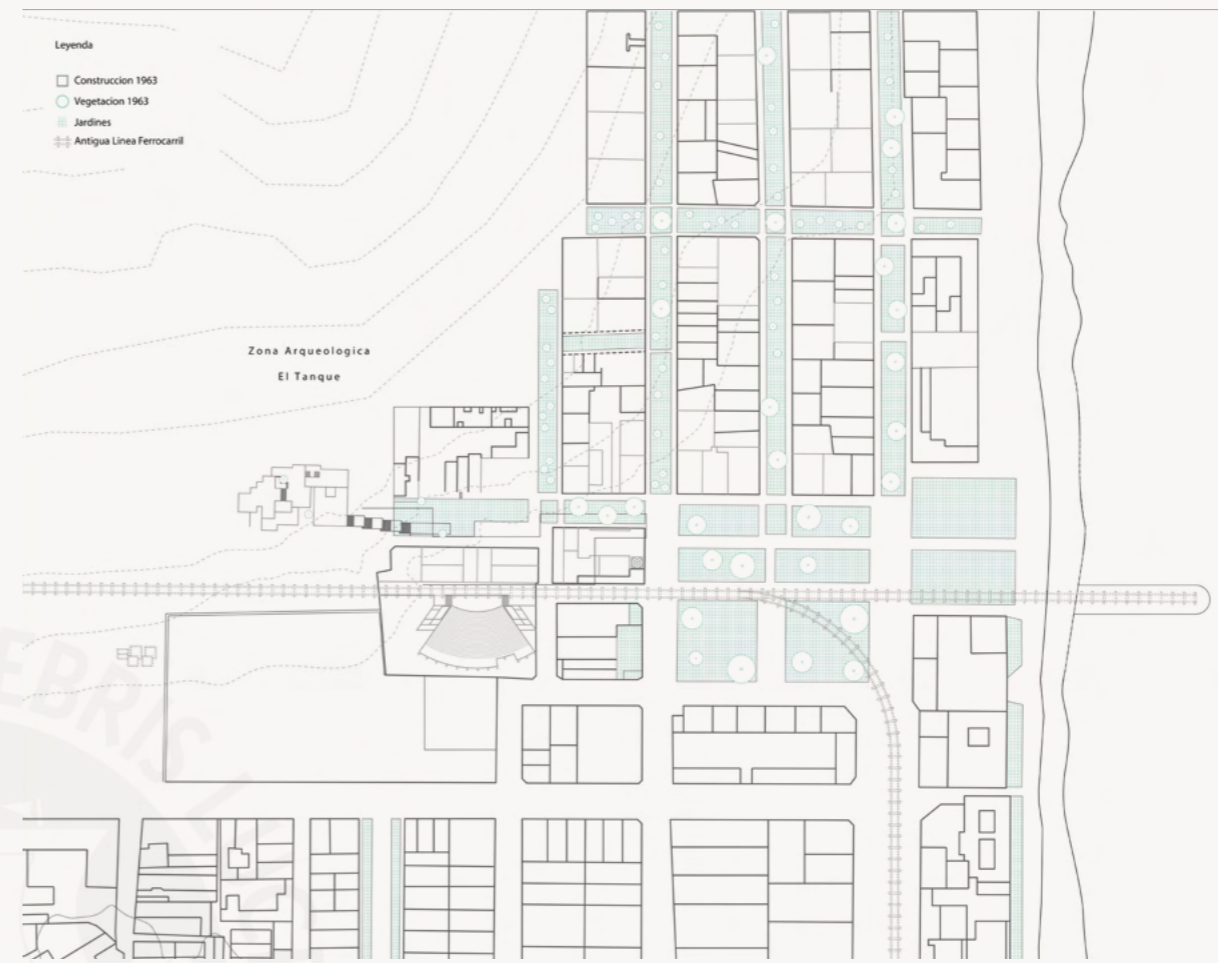 Leyenda
Construccion 1963
Vegetacion 1963
Jardines
Antigua Linea Ferrocarril
Zona Arqueologica
El Tanque